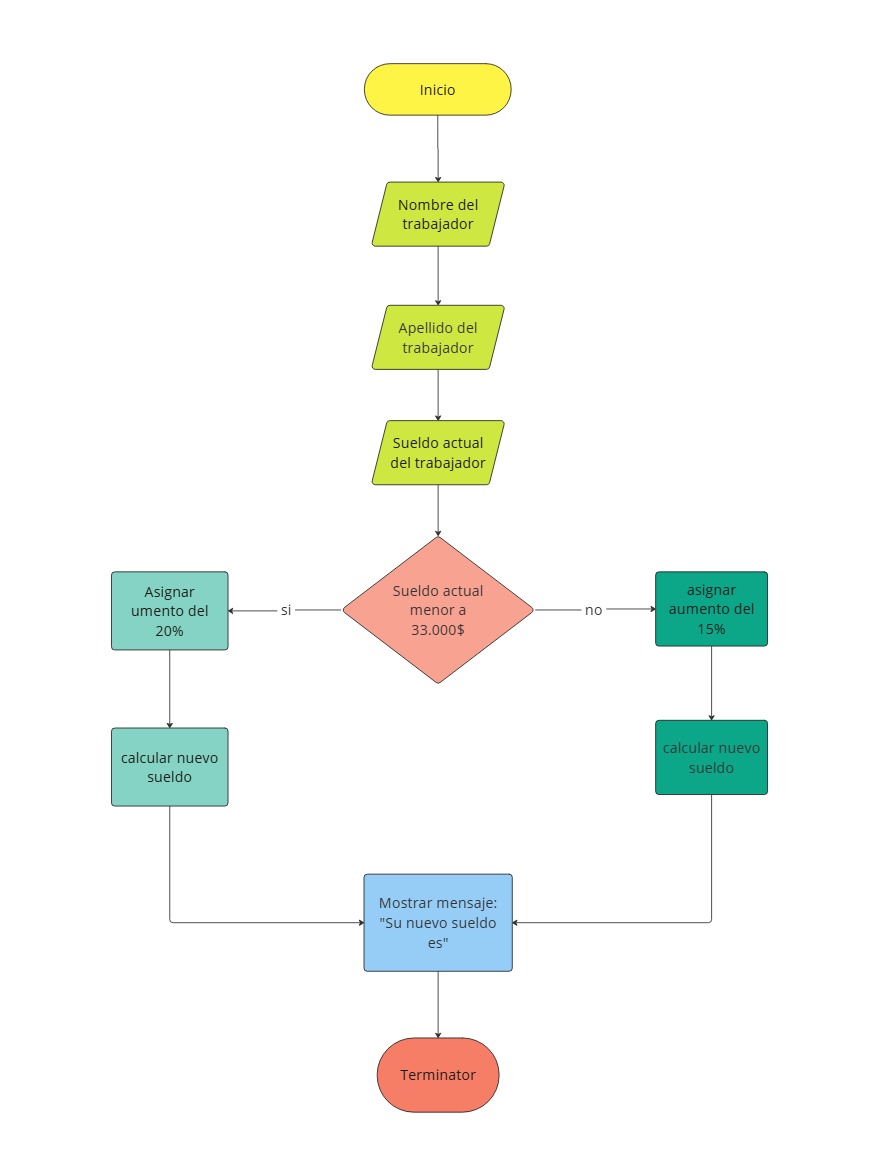 Inicio
Nombre del
trabajador
Apellido del
trabajador
Sueldo actual
del trabajador
Sueldo actual
menor a
33.000$
si
no
Asignar
umento del
20%
asignar
aumento del
15%
calcular nuevo
sueldo
calcular nuevo
sueldo
Mostrar mensaje:
"Su nuevo sueldo
es"
Terminator